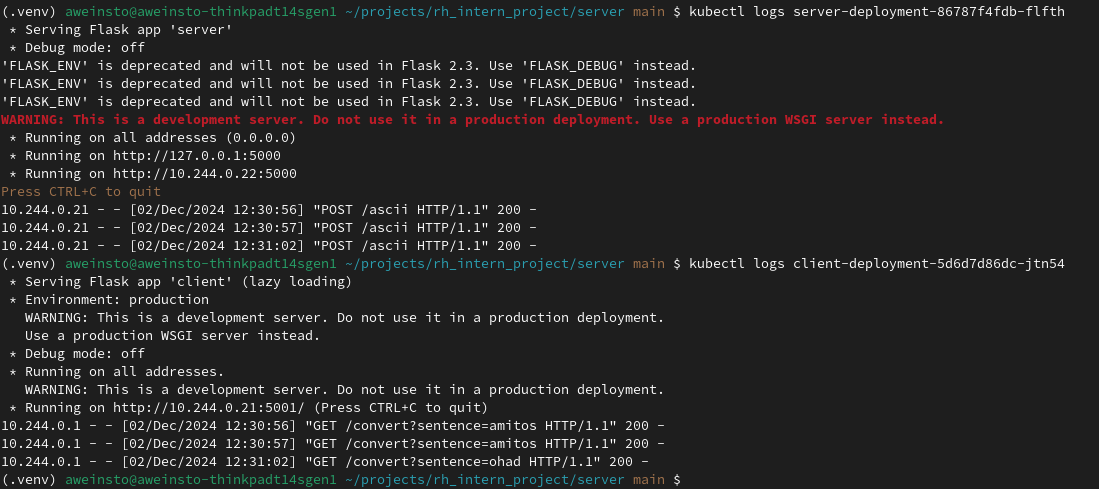 (.venv) aweinsto@aweinsto-thinkpadt14sgen1 ~/projects/rh_intern_project/server main $ kubectl logs server-deployment-86787f4fdb-flfth
 * Serving Flask app 'server'
 * Debug mode: off
'FLASK_ENV' is deprecated and will not be used in Flask 2.3. Use 'FLASK_DEBUG' instead.
'FLASK_ENV' is deprecated and will not be used in Flask 2.3. Use 'FLASK_DEBUG' instead.
'FLASK_ENV' is deprecated and will not be used in Flask 2.3. Use 'FLASK_DEBUG' instead.
WARNING: This is a development server. Do not use it in a production deployment. Use a production WSGI server instead.
 * Running on all addresses (0.0.0.0)
 * Running on http://127.0.0.1:5000
 * Running on http://10.244.0.22:5000
Press CTRL+C to quit
10.244.0.21 - - [02/Dec/2024 12:30:56] "POST /ascii HTTP/1.1" 200 -
10.244.0.21 - - [02/Dec/2024 12:30:57] "POST /ascii HTTP/1.1" 200 -
10.244.0.21 - - [02/Dec/2024 12:31:02] "POST /ascii HTTP/1.1" 200 -
(.venv) aweinsto@aweinsto-thinkpadt14sgen1 ~/projects/rh_intern_project/server main $ kubectl logs client-deployment-5d6d7d86dc-jtn54
 * Serving Flask app 'client' (lazy loading)
 * Environment: production
   WARNING: This is a development server. Do not use it in a production deployment.
   Use a production WSGI server instead.
 * Debug mode: off
 * Running on all addresses.
   WARNING: This is a development server. Do not use it in a production deployment.
 * Running on http://10.244.0.21:5001/ (Press CTRL+C to quit)
10.244.0.1 - - [02/Dec/2024 12:30:56] "GET /convert?sentence=amitos HTTP/1.1" 200 -
10.244.0.1 - - [02/Dec/2024 12:30:57] "GET /convert?sentence=amitos HTTP/1.1" 200 -
10.244.0.1 - - [02/Dec/2024 12:31:02] "GET /convert?sentence=ohad HTTP/1.1" 200 -
(.venv) aweinsto@aweinsto-thinkpadt14sgen1 ~/projects/rh_intern_project/server main $